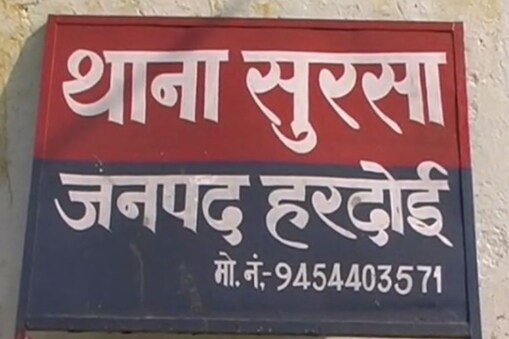 थाना सुरसा
जनपद हरदोई
मो. नं:-9454403571